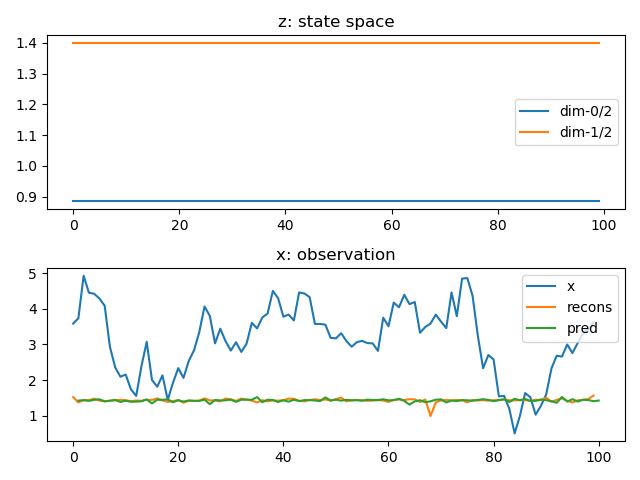 z: state space
1.4
1.3
1.2
1.1
1.0
0.9
dim-0/2
dim-1/2
0 20 40 60 80 100
x: observation
5
4
3
2
1
x
recons
pred
0 20 40 60 80 100